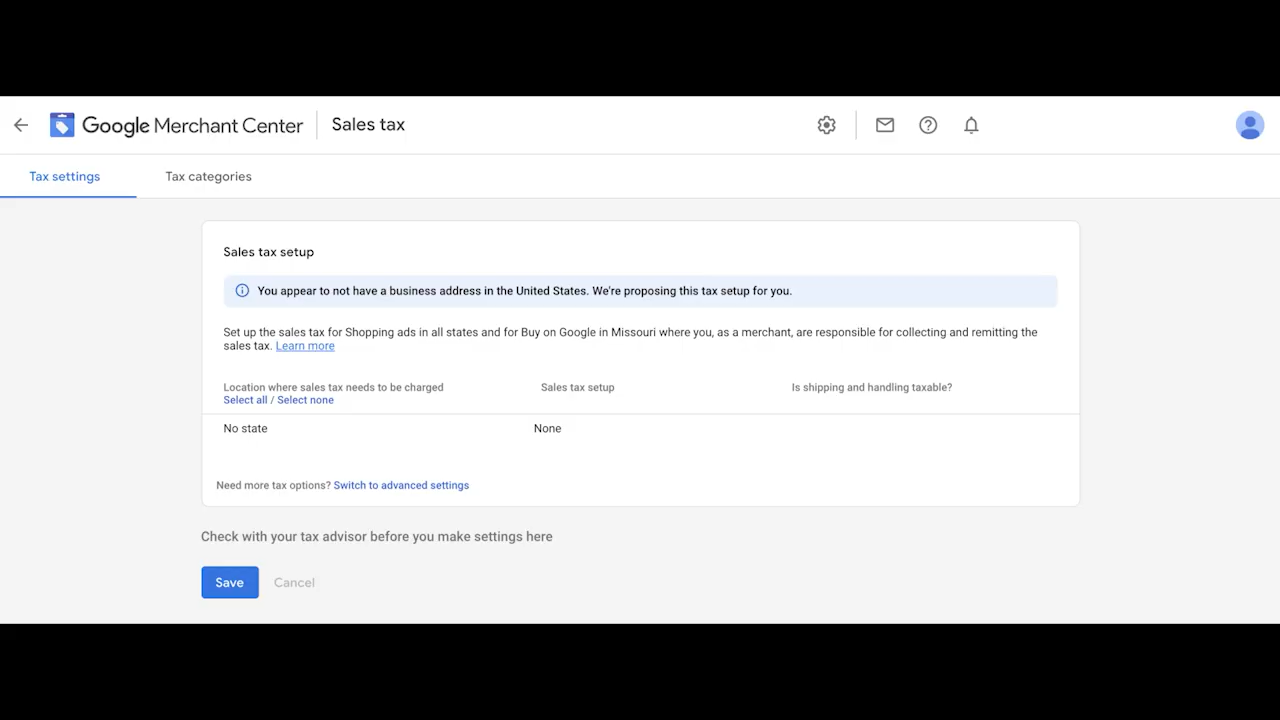 Google Merchant Center
Sales tax
Tax settings
Tax categories
Sales tax setup
You appear to not have a business address in the United States. We're proposing this tax setup for you.
Set up the sales tax for Shopping ads in all states and for Buy on Google in Missouri where you, as a merchant, are responsible for collecting and remitting the
sales tax. Learn more
Location where sales tax needs to be charged
Select all / Select none
Sales tax setup
Is shipping and handling taxable?
No state
None
Need more tax options? Switch to advanced settings
Check with your tax advisor before you make settings here
Save
Cancel